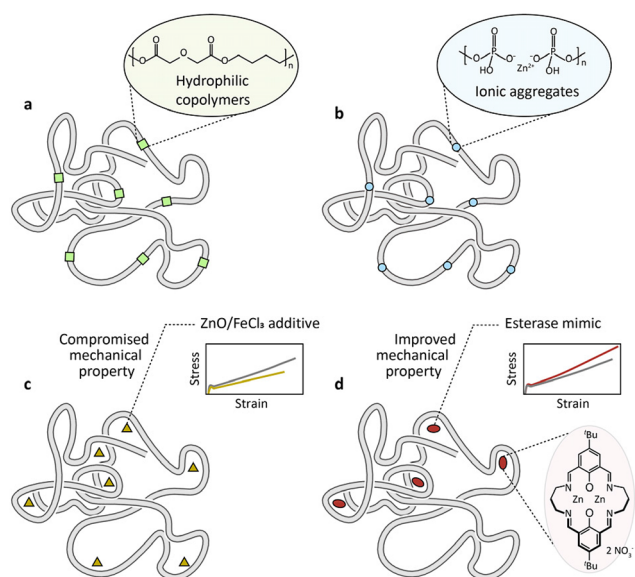 O
O
O
O
O
n
Hydrophilic
copolymers
a
O
O
P
O⁻
⁻O
P
O
O
HO
Zn²⁺
OH
n
Ionic aggregates
b
ZnO/FeCl₃ additive
Compromised
mechanical
property
Stress
Strain
c
Esterase mimic
Improved
mechanical
property
Stress
Strain
d
ᵗBu
N
O
N
Zn
Zn
N
O
N
ᵗBu
2 NO₃⁻